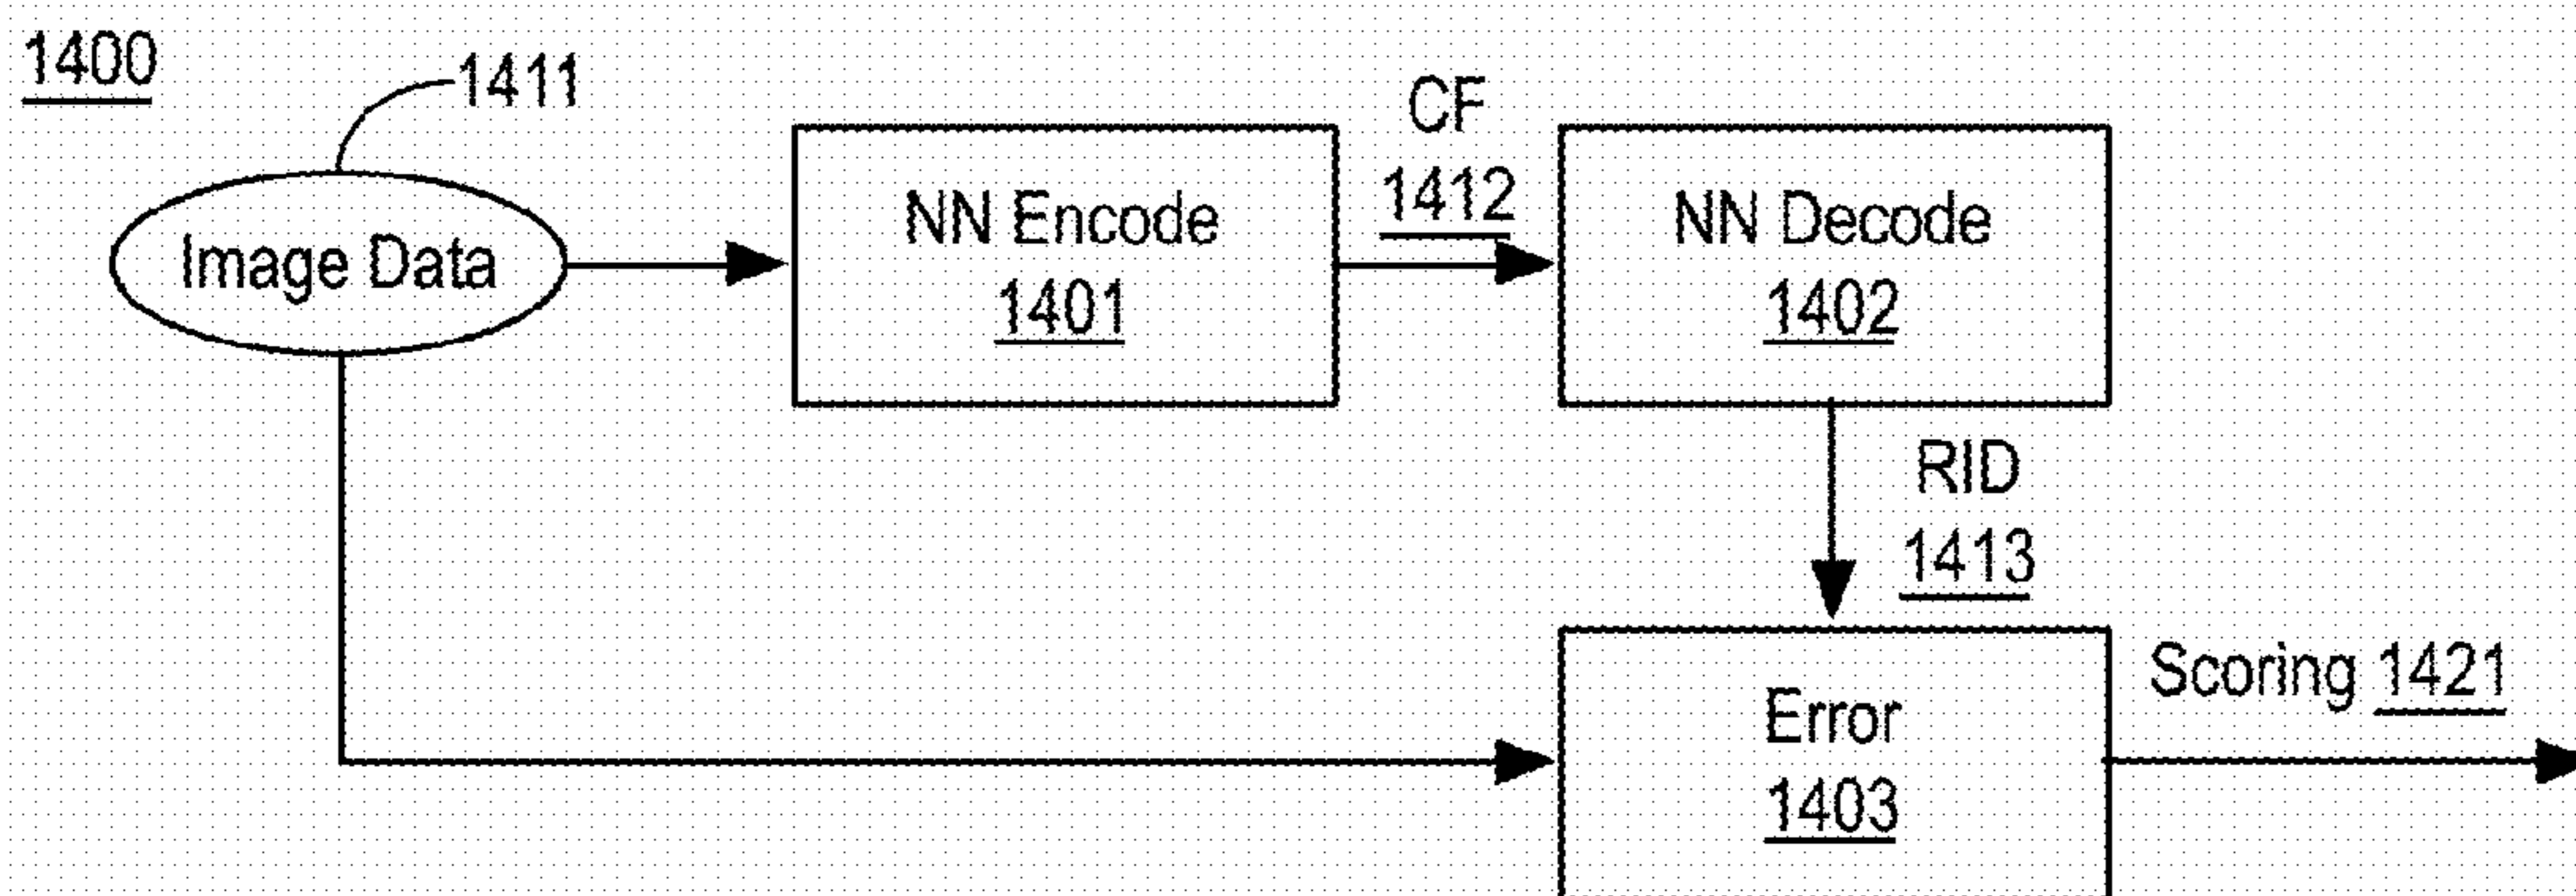 1400
1411
Image Data
NN Encode
1401
CF
1412
NN Decode
1402
RID
1413
Error
1403
Scoring 1421